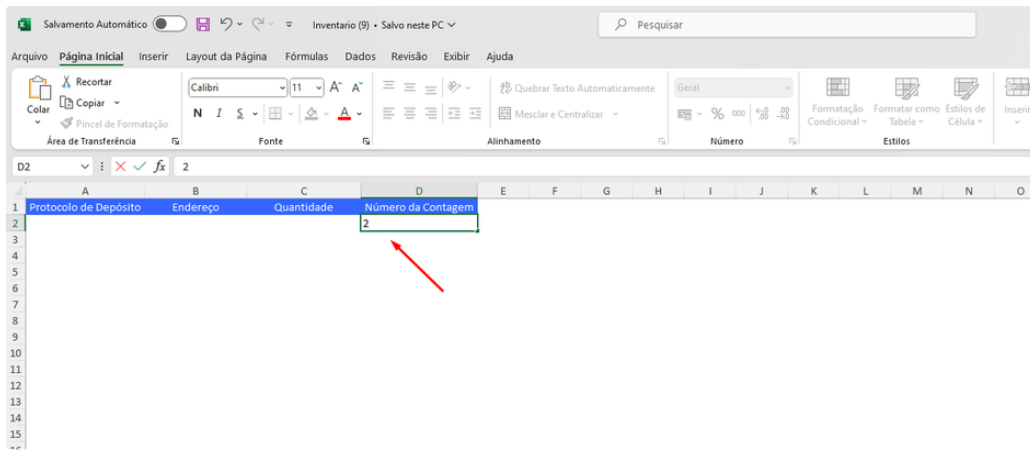 Salvamento Automático Inventario (9) • Salvo neste PC Pesquisar
Arquivo Página Inicial Inserir Layout da Página Fórmulas Dados Revisão Exibir Ajuda
Colar Recortar Copiar Pincel de Formatação
Calibri 11 A A
N I S A
Quebrar Texto Automaticamente
Mesclar e Centralizar
Geral
% 000
Formatação Condicional Formatar como Tabela Estilos de Célula Inserir
Área de Transferência Fonte Alinhamento Número Estilos
D2 fx 2
A B C D E F G H I J K L M N O
1 Protocolo de Depósito Endereço Quantidade Número da Contagem
2 2
3
4
5
6
7
8
9
10
11
12
13
14
15